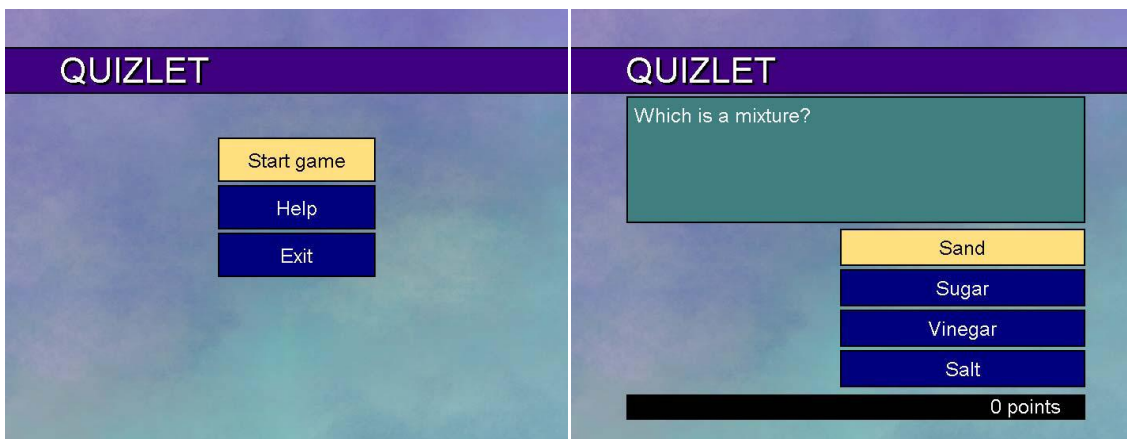 QUIZLET
Start game
Help
Exit
QUIZLET
Which is a mixture?
Sand
Sugar
Vinegar
Salt
0 points